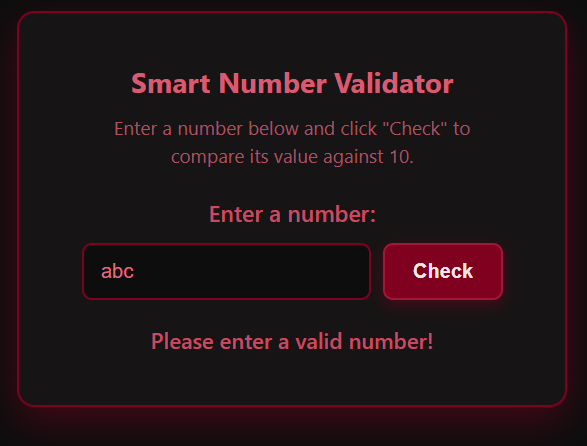 Smart Number Validator
Enter a number below and click "Check" to
compare its value against 10.
Enter a number:
abc
Check
Please enter a valid number!